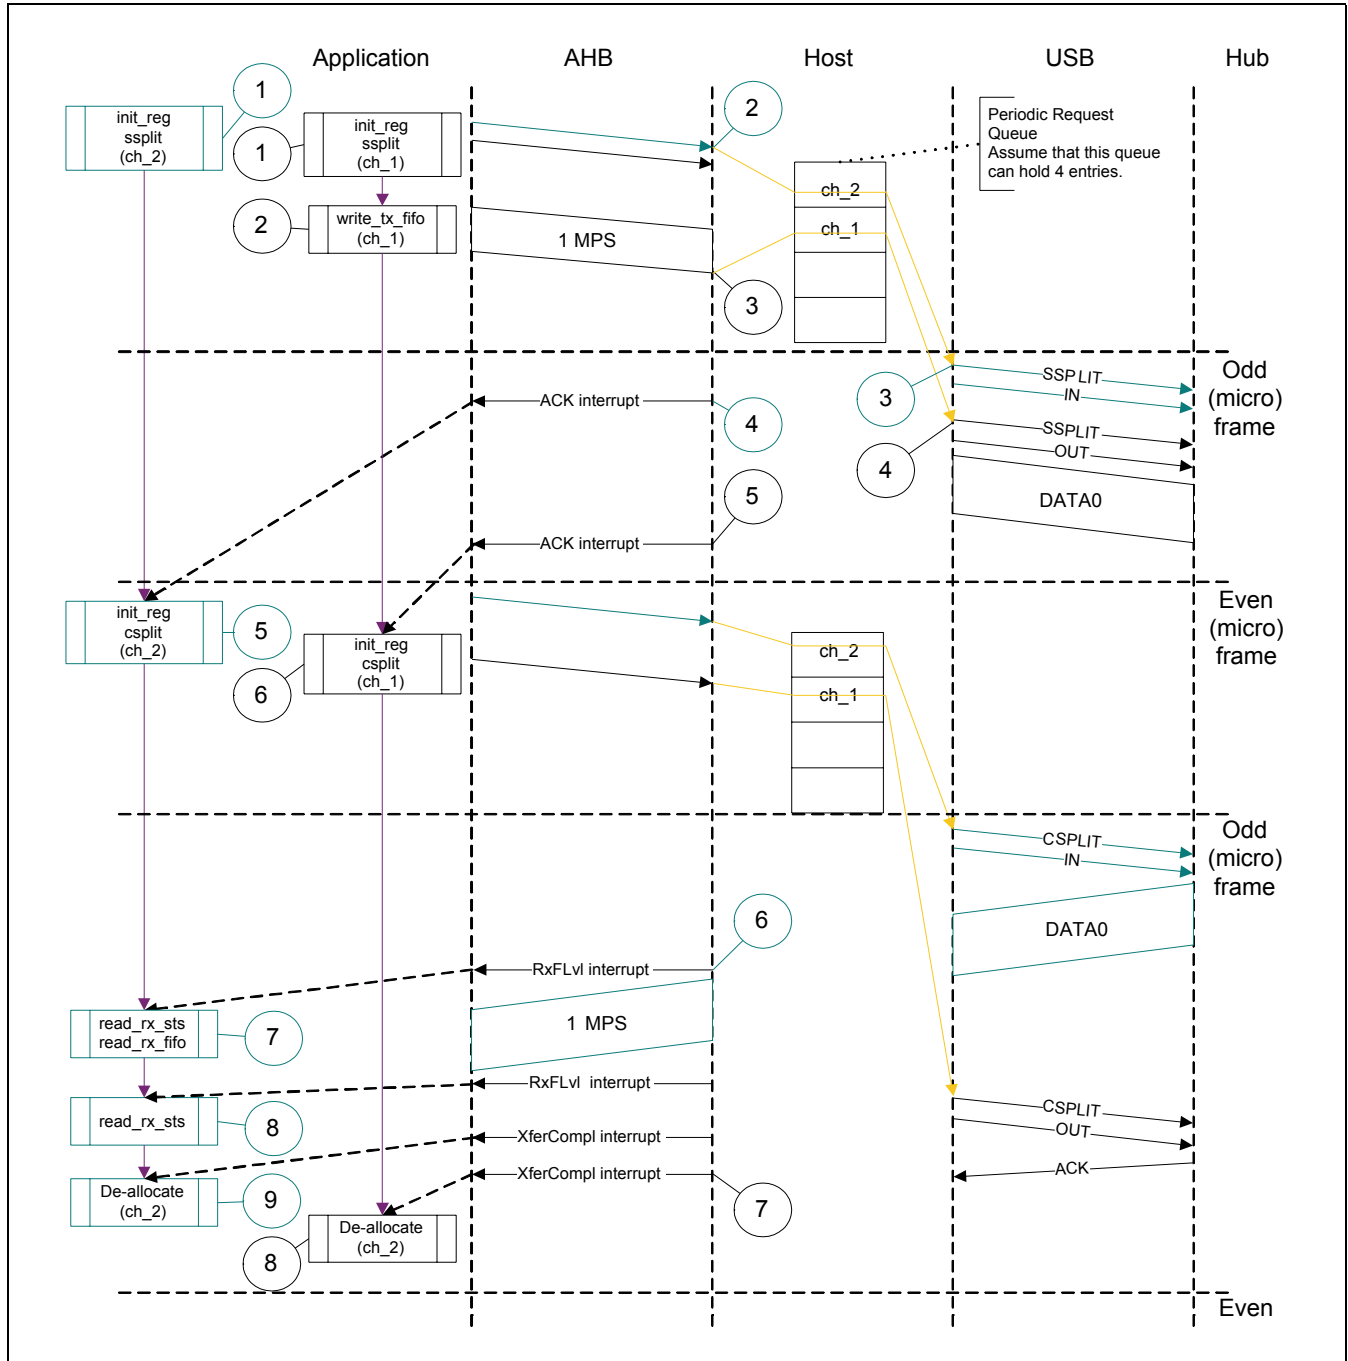 Application
AHB
Host
USB
Hub
1
2
init_reg
ssplit
(ch_2)
init_reg
ssplit
(ch_1)
1
Periodic Request
Queue
Assume that this queue
can hold 4 entries.
ch_2
2
write_tx_fifo
(ch_1)
1 MPS
ch_1
3
Odd
(micro)
frame
SSPLIT
IN
3
ACK interrupt
4
SSPLIT
OUT
4
5
DATA0
ACK interrupt
Even
(micro)
frame
init_reg
csplit
(ch_2)
5
init_reg
csplit
(ch_1)
6
ch_2
ch_1
Odd
(micro)
frame
CSPLIT
IN
6
DATA0
RxFLvl interrupt
read_rx_sts
read_rx_fifo
7
1 MPS
RxFLvl interrupt
read_rx_sts
8
CSPLIT
OUT
XferCompl interrupt
ACK
XferCompl interrupt
De-allocate
(ch_2)
9
7
De-allocate
(ch_2)
8
Even